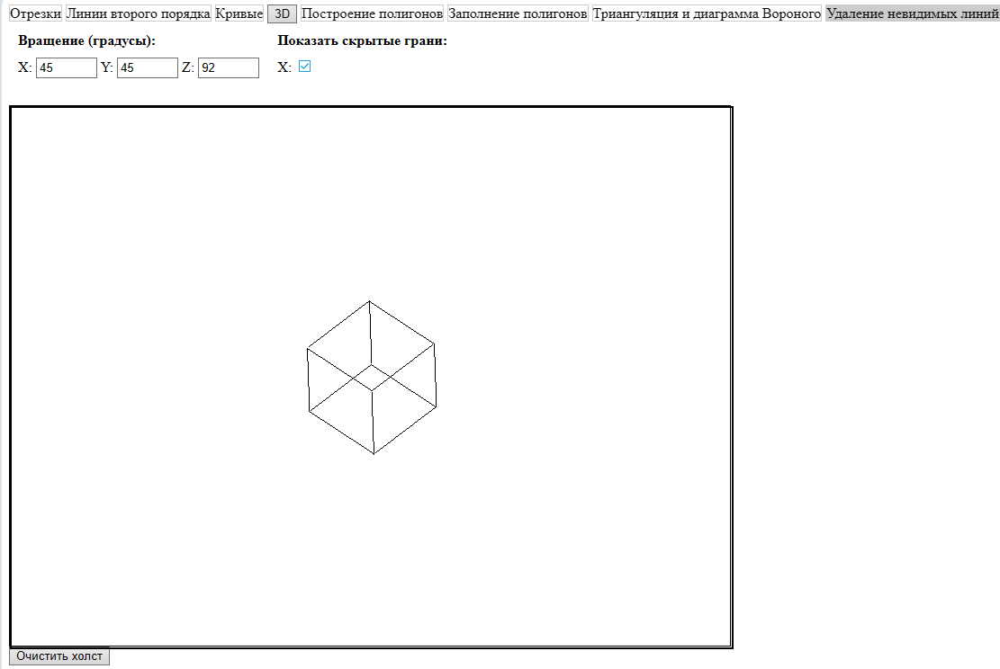 Отрезки Линии второго порядка Кривые 3D Построение полигонов Заполнение полигонов Триангуляция и диаграмма Вороного Удаление невидимых линий
Вращение (градусы): Показать скрытые грани:
X: 45 Y: 45 Z: 92 X:
Очистить холст